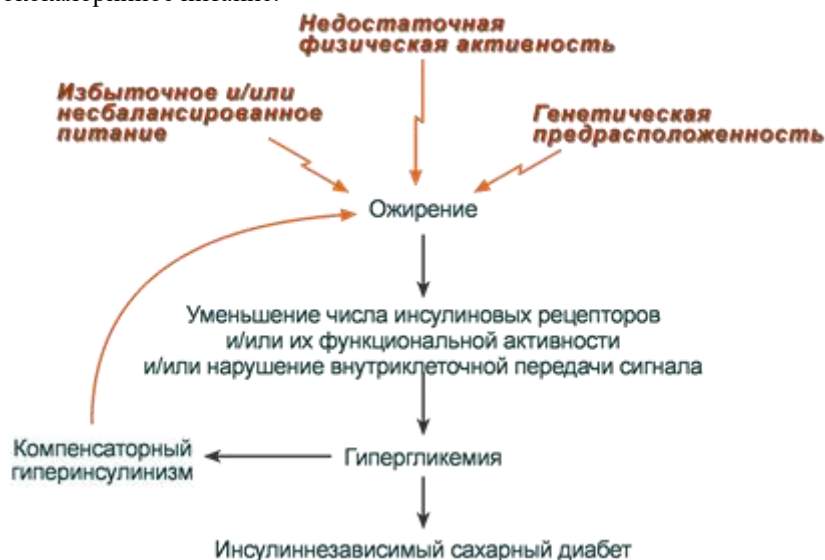 Недостаточная
физическая активность
Избыточное и/или
несбалансированное
питание
Генетическая
предрасположенность
Ожирение
Уменьшение числа инсулиновых рецепторов
и/или их функциональной активности
и/или нарушение внутриклеточной передачи сигнала
Компенсаторный
гиперинсулинизм
Гипергликемия
Инсулиннезависимый сахарный диабет